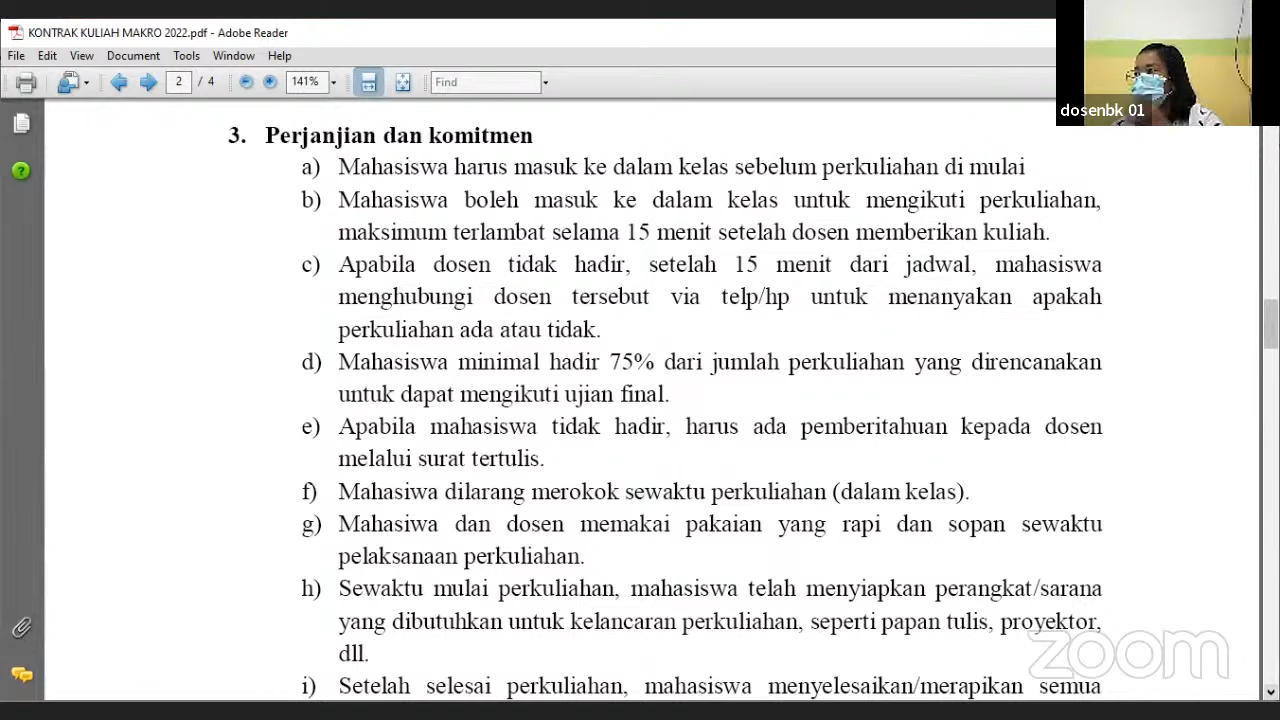 KONTRAK KULIAH MAKRO 2022.pdf - Adobe Reader
File Edit View Document Tools Window Help
2 / 4 141% Find
dosenbk 01
3. Perjanjian dan komitmen
a) Mahasiswa harus masuk ke dalam kelas sebelum perkuliahan di mulai
b) Mahasiswa boleh masuk ke dalam kelas untuk mengikuti perkuliahan,
maksimum terlambat selama 15 menit setelah dosen memberikan kuliah.
c) Apabila dosen tidak hadir, setelah 15 menit dari jadwal, mahasiswa
menghubungi dosen tersebut via telp/hp untuk menanyakan apakah
perkuliahan ada atau tidak.
d) Mahasiswa minimal hadir 75% dari jumlah perkuliahan yang direncanakan
untuk dapat mengikuti ujian final.
e) Apabila mahasiswa tidak hadir, harus ada pemberitahuan kepada dosen
melalui surat tertulis.
f) Mahasiwa dilarang merokok sewaktu perkuliahan (dalam kelas).
g) Mahasiwa dan dosen memakai pakaian yang rapi dan sopan sewaktu
pelaksanaan perkuliahan.
h) Sewaktu mulai perkuliahan, mahasiswa telah menyiapkan perangkat/sarana
yang dibutuhkan untuk kelancaran perkuliahan, seperti papan tulis, proyektor,
dll.
i) Setelah selesai perkuliahan, mahasiswa menyelesaikan/merapikan semua
zoom